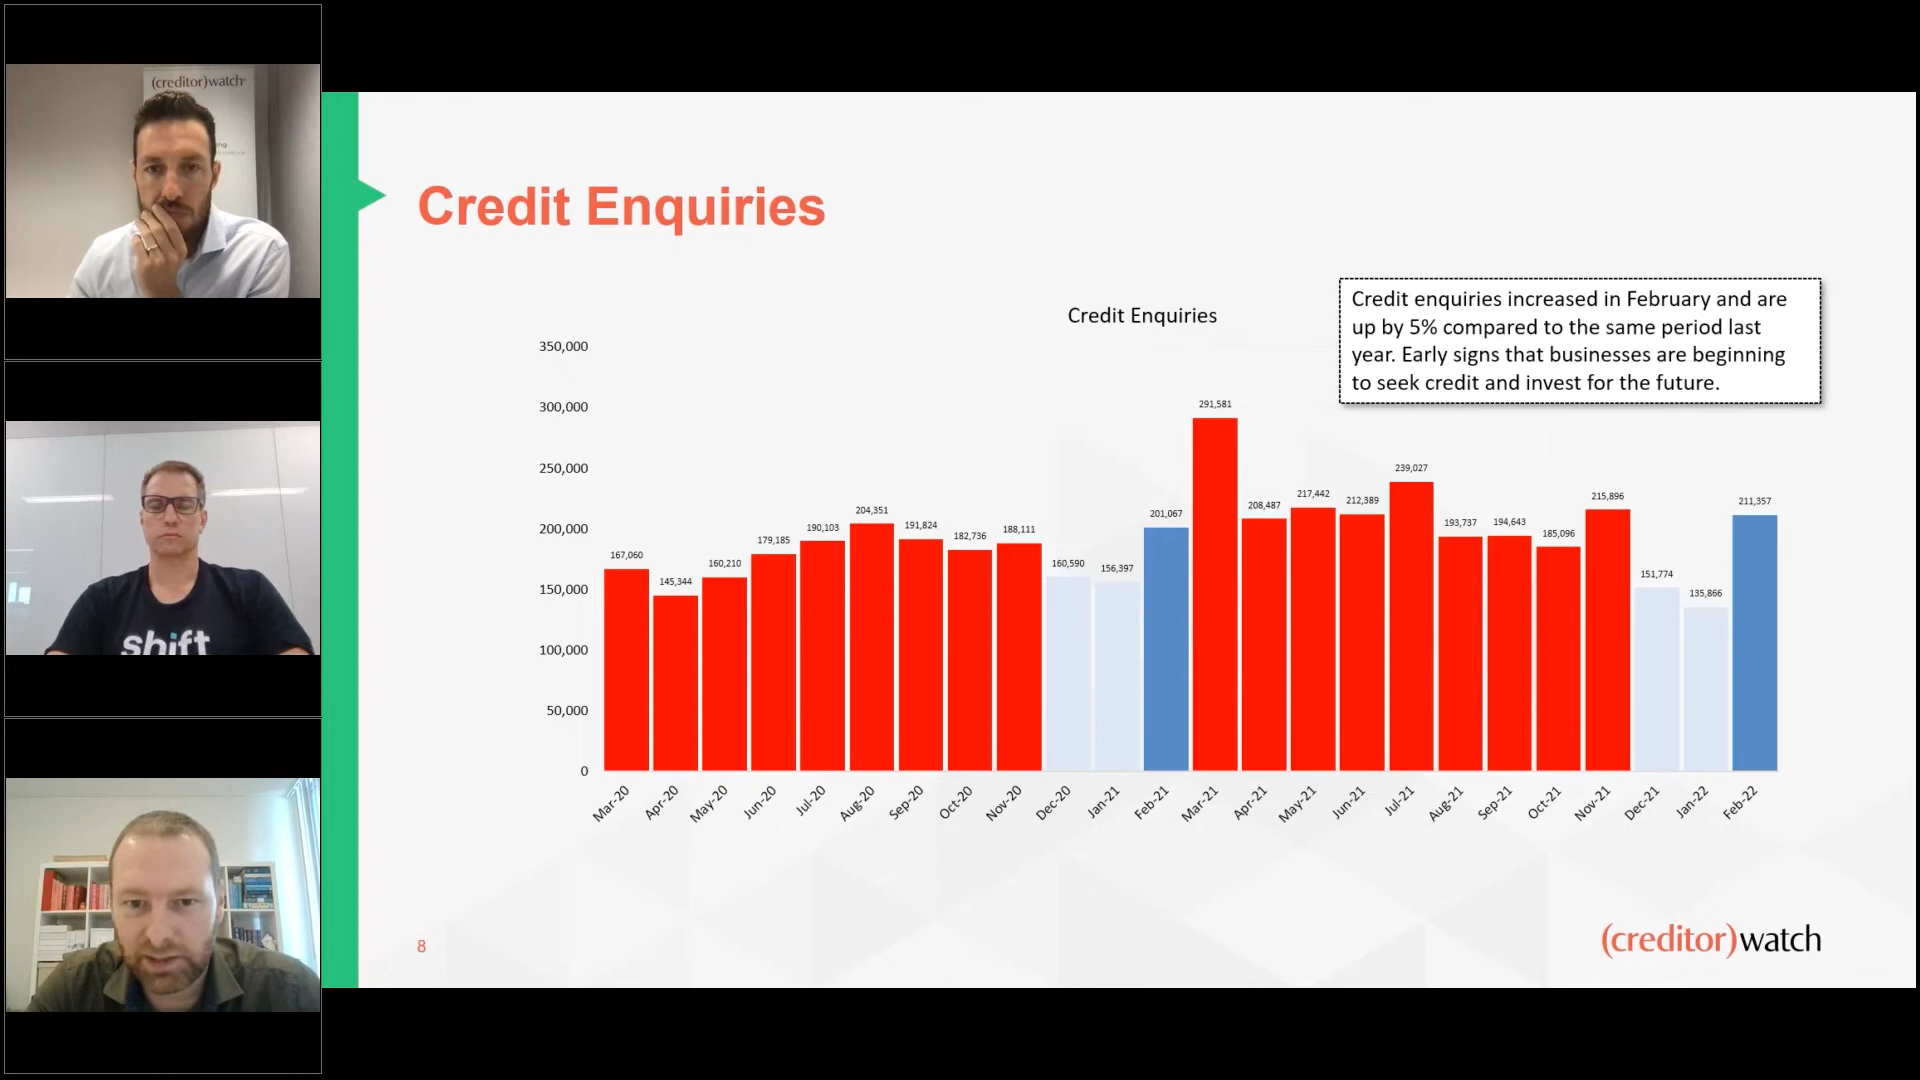 (creditor)watch
shift
Credit Enquiries
Credit Enquiries
Credit enquiries increased in February and are
up by 5% compared to the same period last
year. Early signs that businesses are beginning
to seek credit and invest for the future.
350,000
300,000
250,000
200,000
150,000
100,000
50,000
0
167,060
145,344
160,210
179,185
190,103
204,351
191,824
182,736
188,111
160,590
156,397
201,067
291,581
208,487
217,442
212,389
239,027
193,737
194,643
185,096
215,896
151,774
135,866
211,357
Mar-20
Apr-20
May-20
Jun-20
Jul-20
Aug-20
Sep-20
Oct-20
Nov-20
Dec-20
Jan-21
Feb-21
Mar-21
Apr-21
May-21
Jun-21
Jul-21
Aug-21
Sep-21
Oct-21
Nov-21
Dec-21
Jan-22
Feb-22
8
(creditor)watch